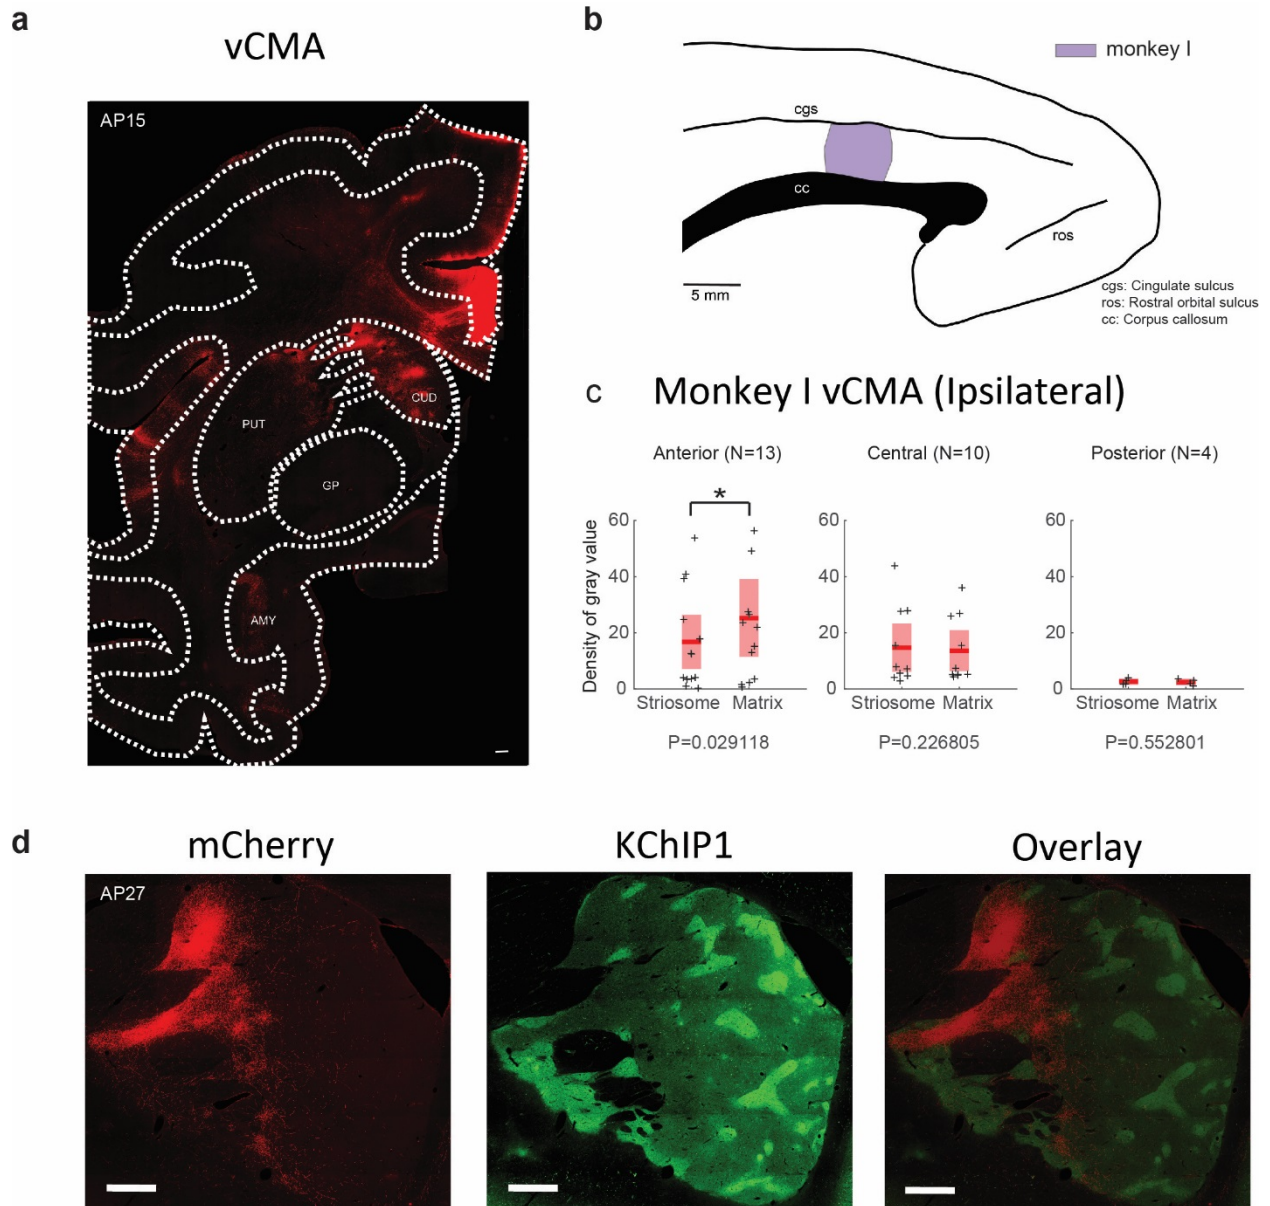 a
vCMA
AP15
PUT
CUD
GP
AMY
b
monkey I
cgs
cc
ros
5 mm
cgs: Cingulate sulcus
ros: Rostral orbital sulcus
cc: Corpus callosum
c
Monkey I vCMA (Ipsilateral)
Anterior (N=13)
Central (N=10)
Posterior (N=4)
*
Density of gray value
60
40
20
0
Striosome Matrix
P=0.029118
60
40
20
0
Striosome Matrix
P=0.226805
60
40
20
0
Striosome Matrix
P=0.552801
d
mCherry
KChIP1
Overlay
AP27